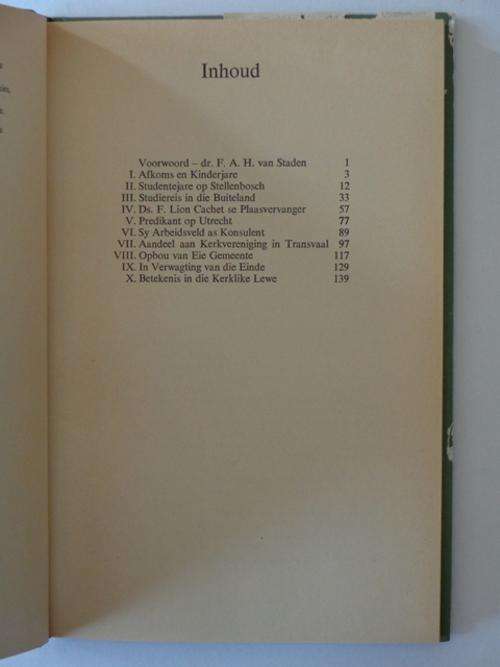 Inhoud
Voorwoord – dr. F. A. H. van Staden 1
I. Afkoms en Kinderjare 3
II. Studentejare op Stellenbosch 12
III. Studiereis in die Buiteland 33
IV. Ds. F. Lion Cachet se Plaasvervanger 57
V. Predikant op Utrecht 77
VI. Sy Arbeidsveld as Konsulent 89
VII. Aandeel aan Kerkvereniging in Transvaal 97
VIII. Opbou van Eie Gemeente 117
IX. In Verwagting van die Einde 129
X. Betekenis in die Kerklike Lewe 139